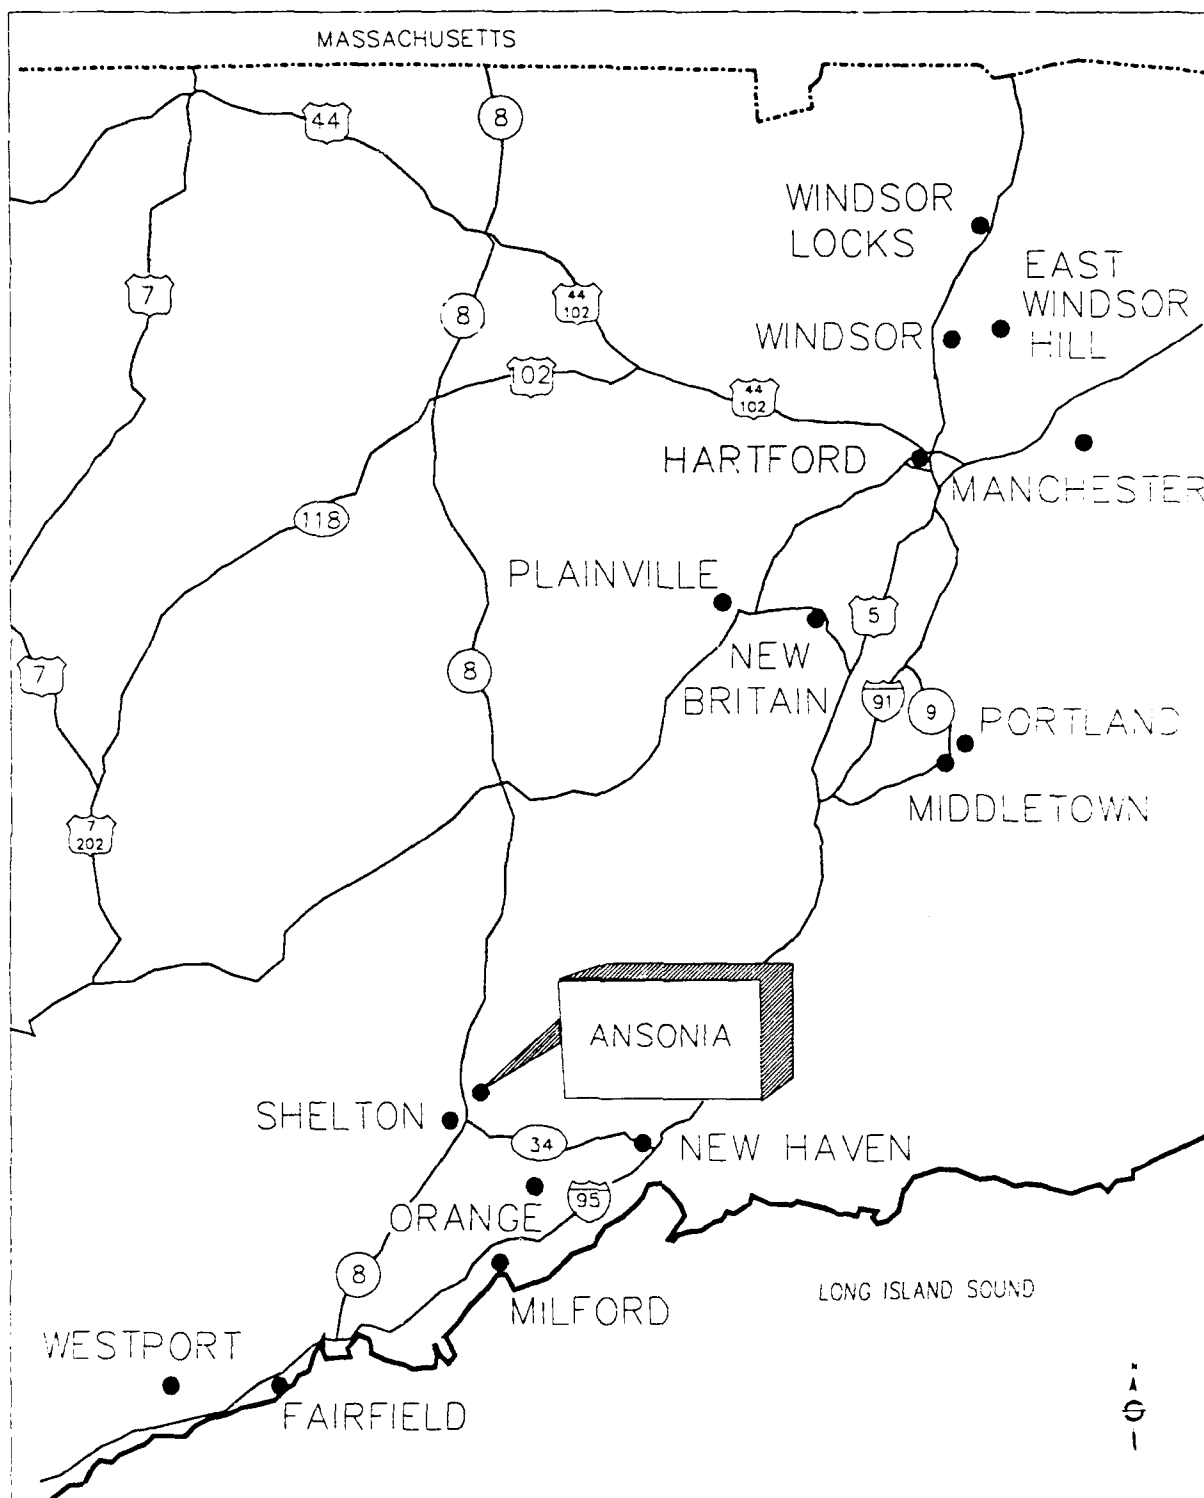 MASSACHUSETTS
44
8
WINDSOR
LOCKS
EAST
WINDSOR
HILL
7
8
44
102
WINDSOR
102
44
102
HARTFORD
MANCHESTER
118
PLAINVILLE
5
7
8
NEW
BRITAIN
91
9
PORTLAND
MIDDLETOWN
7
202
ANSONIA
SHELTON
34
NEW HAVEN
95
ORANGE
8
LONG ISLAND SOUND
MILFORD
WESTPORT
FAIRFIELD
N